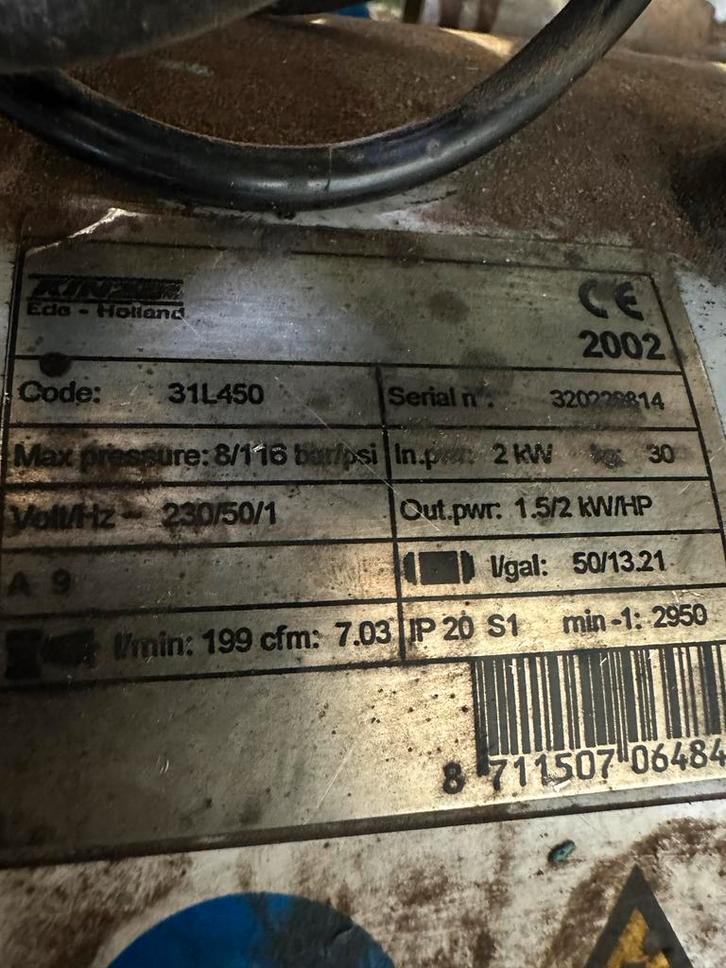 Ede - Holland
CE
2002
Code: 31L450 Serial n°:
Max pressure: 8/116 bar/psi In.pwr: 2 kW kg: 30
Volt/Hz ~ 230/50/1 Out.pwr: 1.5/2 kW/HP
A 9 l/gal: 50/13.21
l/min: 199 cfm: 7.03 IP 20 S1 min -1: 2950
8 711507 06484